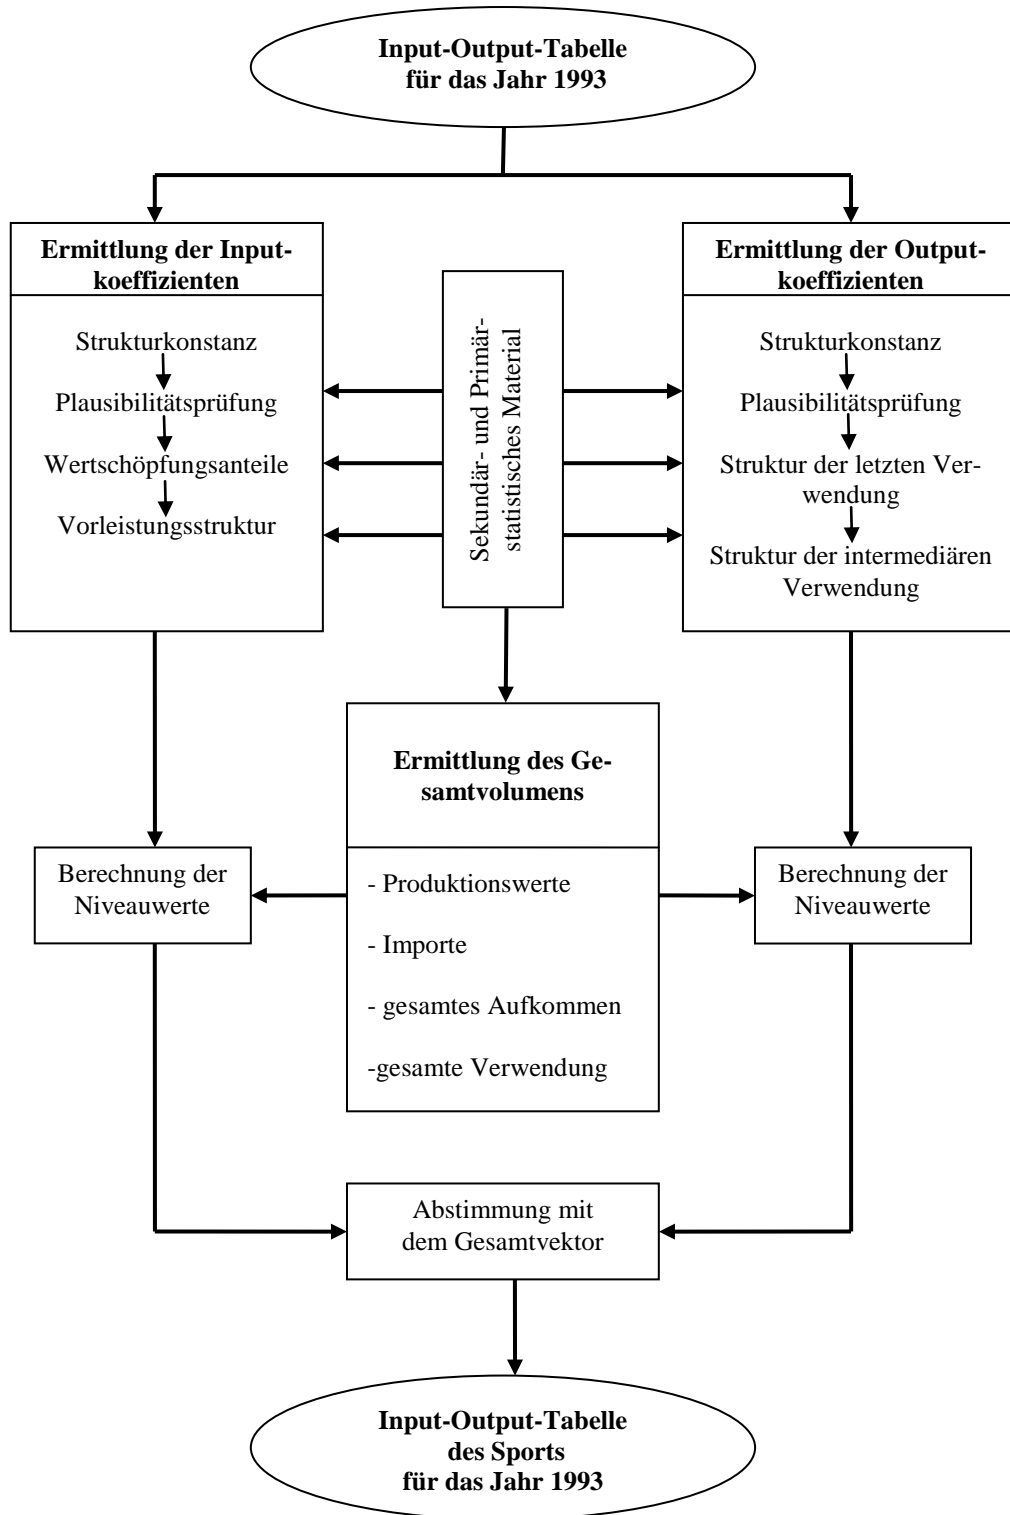 Input-Output-Tabelle
für das Jahr 1993
Ermittlung der Input-
koeffizienten
Strukturkonstanz
Plausibilitätsprüfung
Wertschöpfungsanteile
Vorleistungsstruktur
Sekundär- und Primär-
statistisches Material
Ermittlung der Output-
koeffizienten
Strukturkonstanz
Plausibilitätsprüfung
Struktur der letzten Ver-
wendung
Struktur der intermediären
Verwendung
Ermittlung des Ge-
samtvolumens
- Produktionswerte
- Importe
- gesamtes Aufkommen
-gesamte Verwendung
Berechnung der
Niveauwerte
Berechnung der
Niveauwerte
Abstimmung mit
dem Gesamtvektor
Input-Output-Tabelle
des Sports
für das Jahr 1993